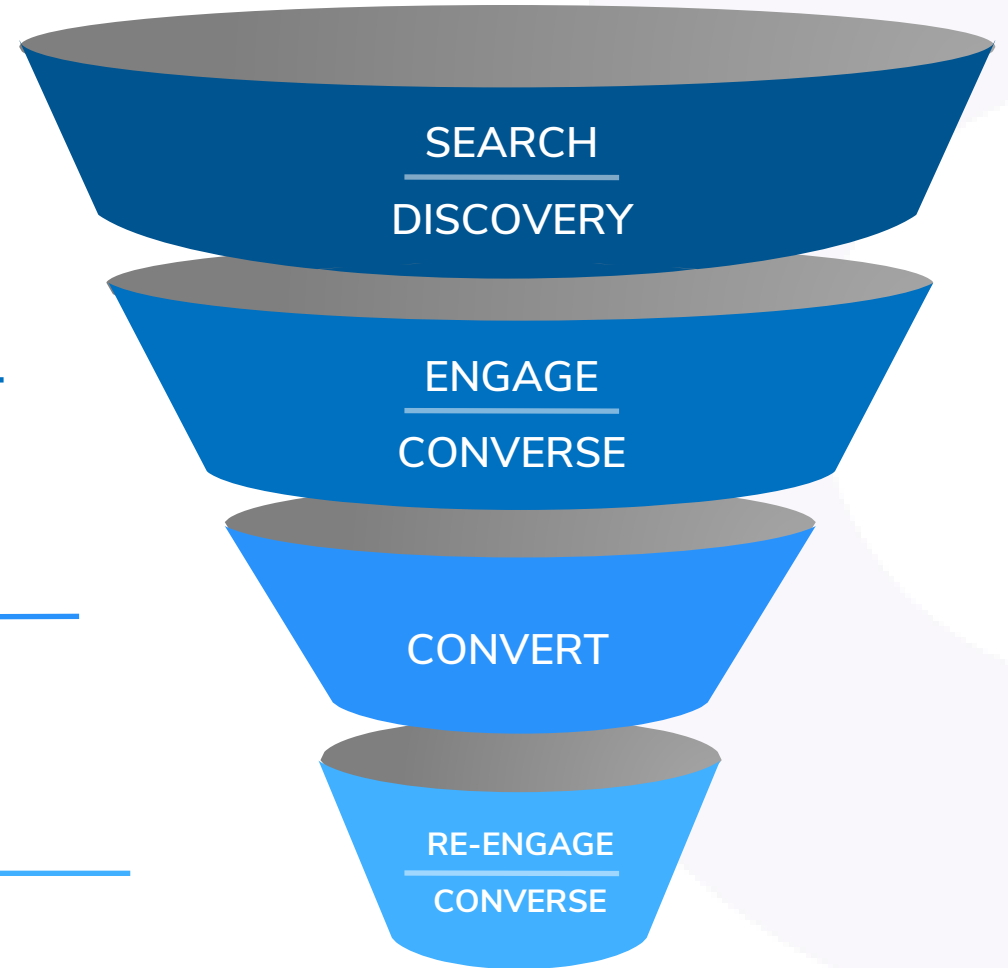 SEARCH
DISCOVERY
ENGAGE
CONVERSE
CONVERT
RE-ENGAGE
CONVERSE